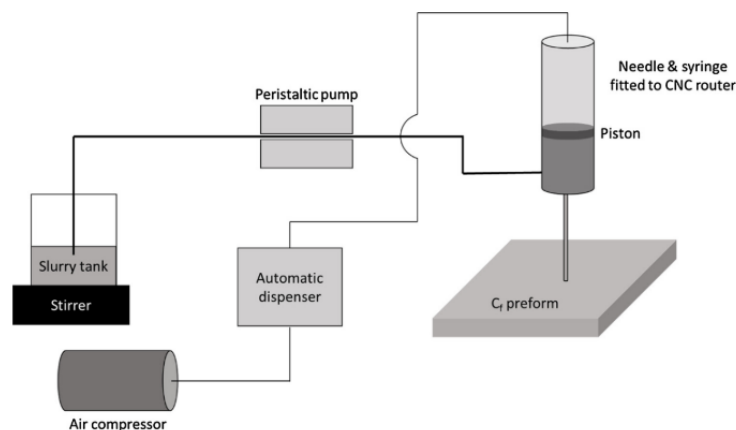 Needle & syringe
fitted to CNC router
Peristaltic pump
Piston
Slurry tank
Stirrer
Automatic
dispenser
Cf preform
Air compressor